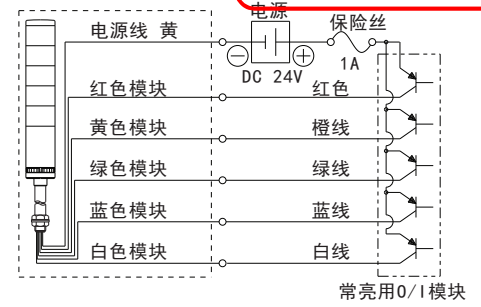 电源
电源线 黄
保险丝
DC 24V
1A
红色模块 红色
黄色模块 橙线
绿色模块 绿线
蓝色模块 蓝线
白色模块 白线
常亮用O/I模块